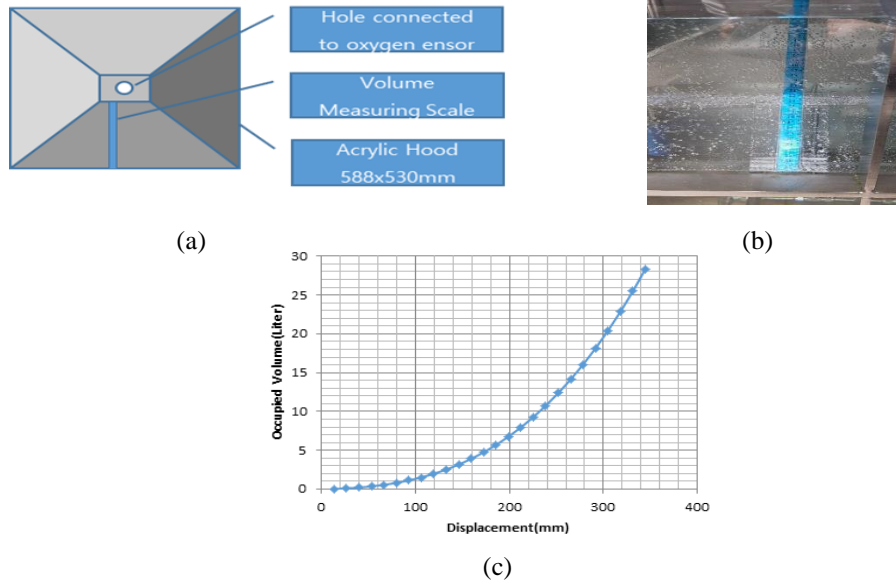 Hole connected
to oxygen ensor
Volume
Measuring Scale
Acrylic Hood
588x530mm
(a)
(b)
30
25
20
15
10
5
0
Occupied Volume(Liter)
0 100 200 300 400
Displacement(mm)
(c)